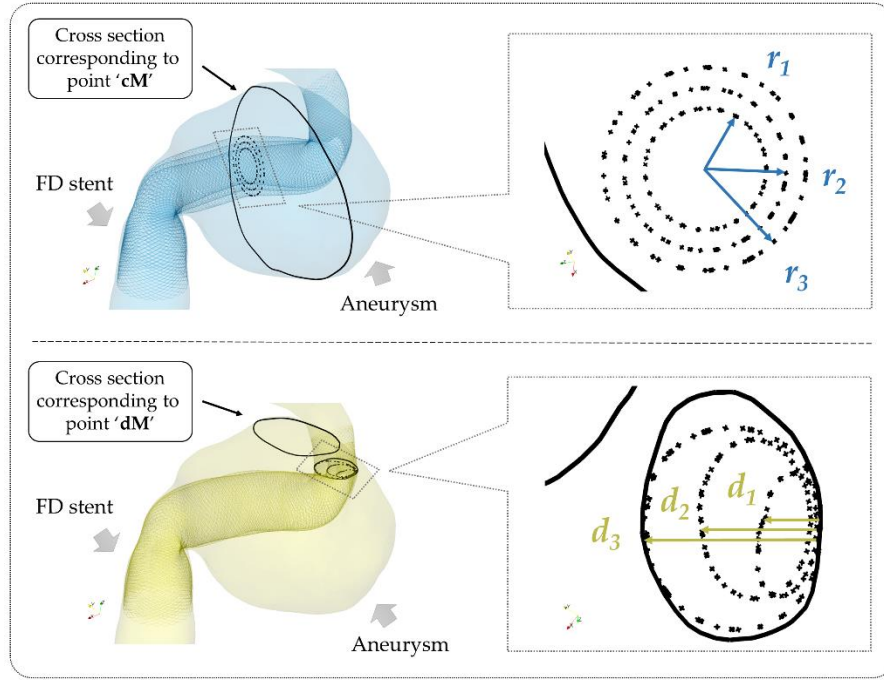 Cross section
corresponding to
point ‘cM’
FD stent
Aneurysm
r1
r2
r3
Cross section
corresponding to
point ‘dM’
FD stent
Aneurysm
d1
d2
d3